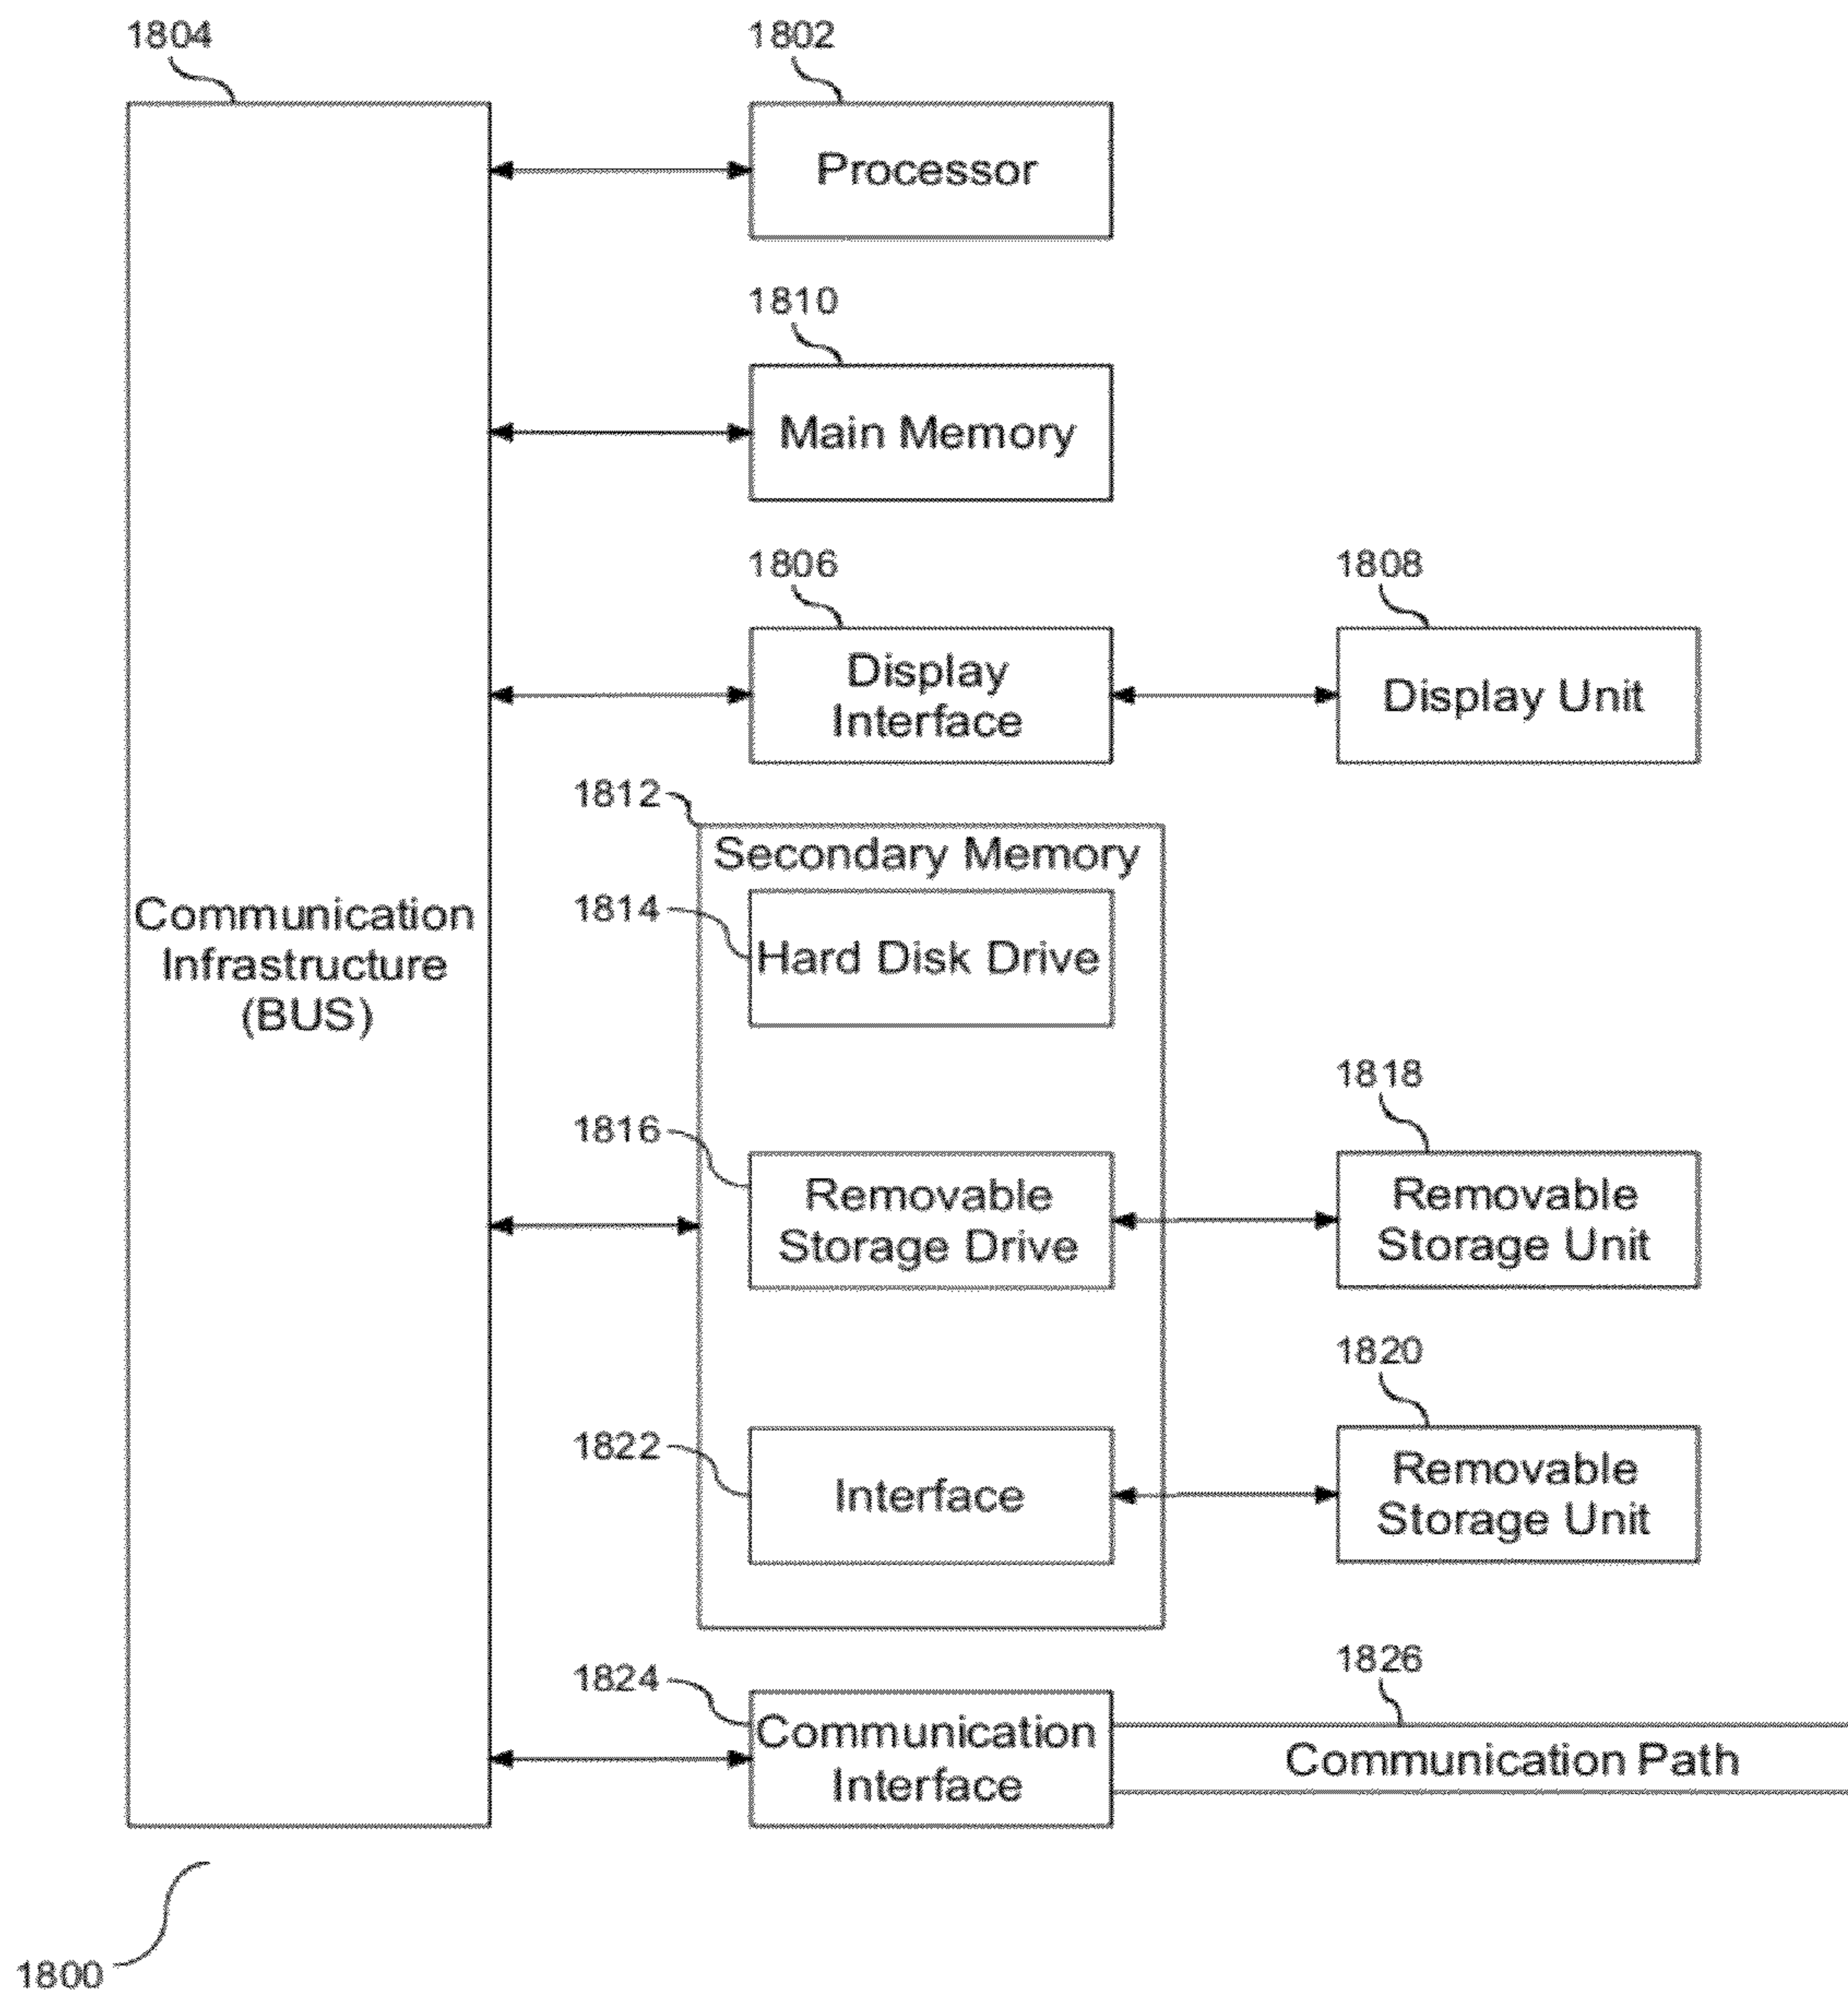 1804
1802
Processor
1810
Main Memory
1806
1808
Display
Interface
Display Unit
1812
Secondary Memory
1814
Hard Disk Drive
Communication
Infrastructure
(BUS)
1816
1818
Removable
Storage Drive
Removable
Storage Unit
1820
1822
Interface
Removable
Storage Unit
1824
1826
Communication
Interface
Communication Path
1800